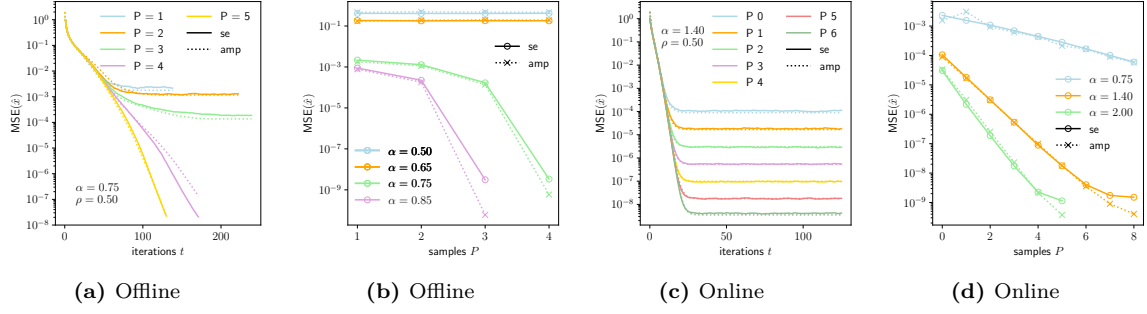 MSE(x̂)
10⁰
10⁻¹
10⁻²
10⁻³
10⁻⁴
10⁻⁵
10⁻⁶
10⁻⁷
10⁻⁸
P = 1
P = 2
P = 3
P = 4
P = 5
se
amp
α = 0.75
ρ = 0.50
0
100
200
iterations t
(a) Offline
MSE(x̂)
10⁻¹
10⁻³
10⁻⁵
10⁻⁷
10⁻⁹
se
amp
α = 0.50
α = 0.65
α = 0.75
α = 0.85
1
2
3
4
samples P
(b) Offline
MSE(x̂)
10⁰
10⁻¹
10⁻²
10⁻³
10⁻⁴
10⁻⁵
10⁻⁶
10⁻⁷
10⁻⁸
α = 1.40
ρ = 0.50
P 0
P 1
P 2
P 3
P 4
P 5
P 6
se
amp
0
50
100
iterations t
(c) Online
MSE(x̂)
10⁻³
10⁻⁴
10⁻⁵
10⁻⁶
10⁻⁷
10⁻⁸
10⁻⁹
α = 0.75
α = 1.40
α = 2.00
se
amp
0
2
4
6
8
samples P
(d) Online